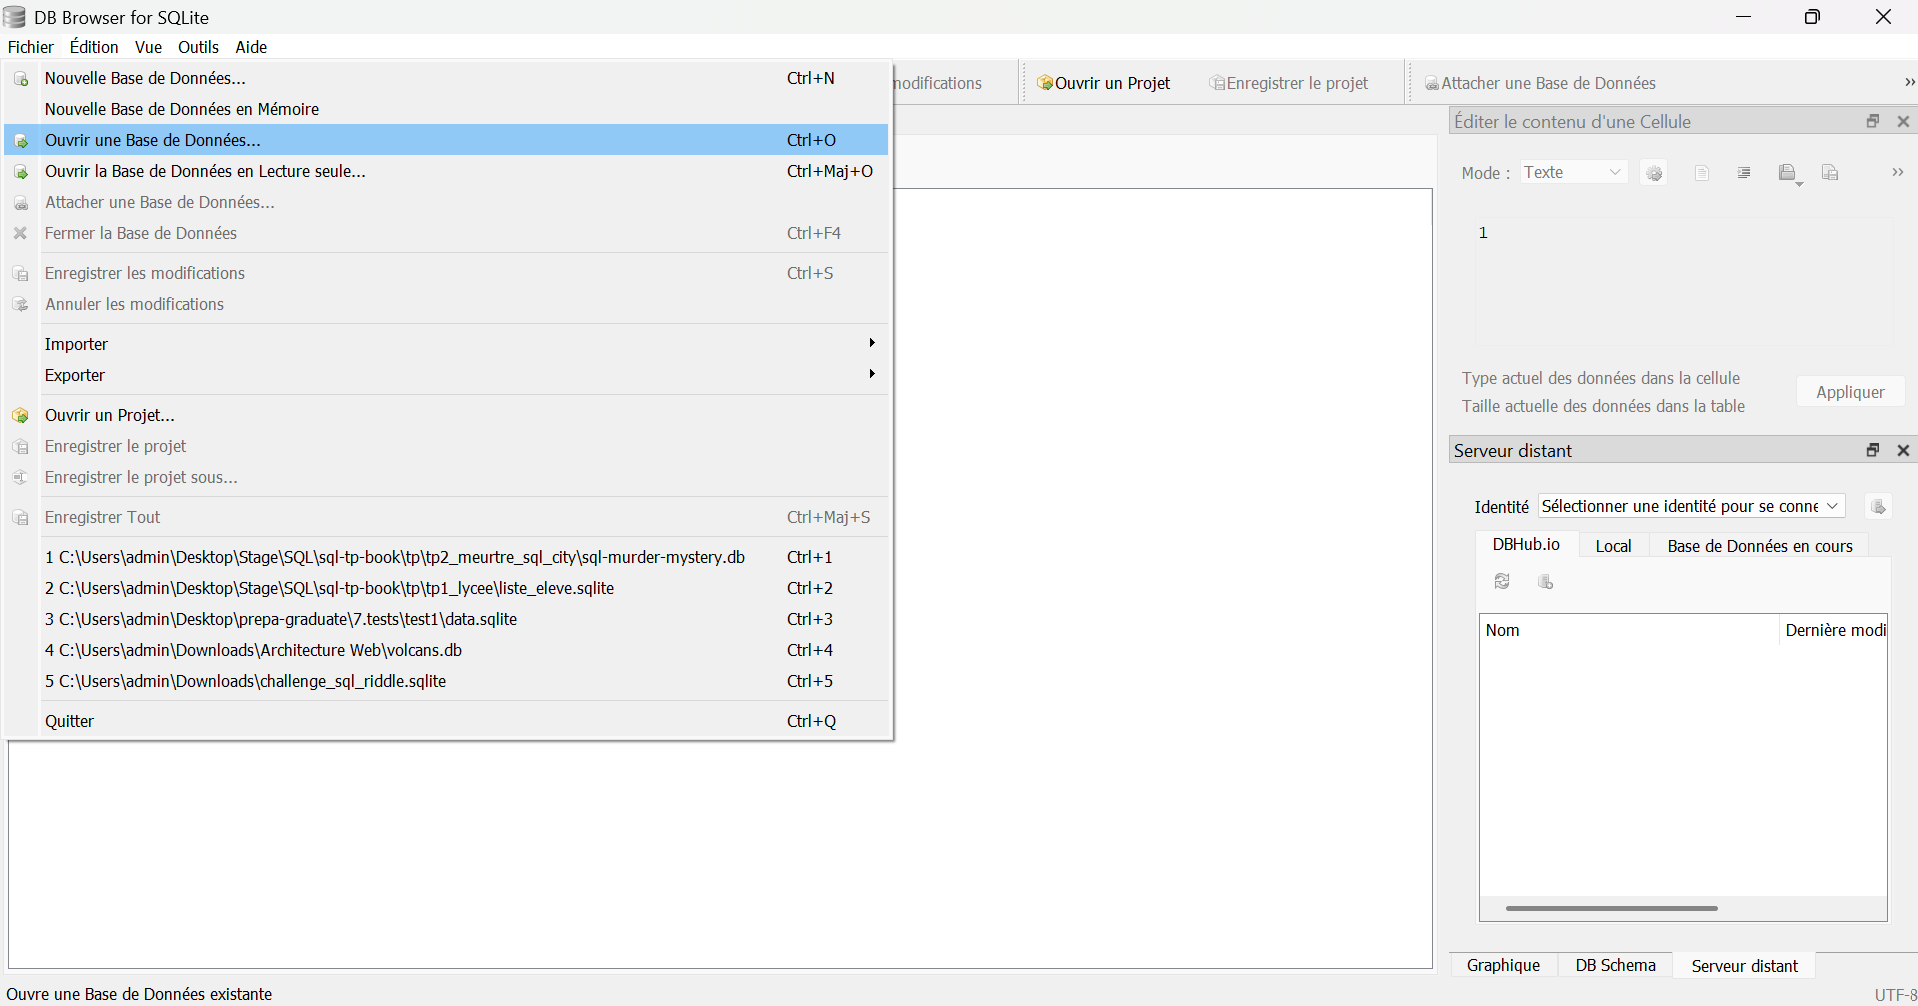 DB Browser for SQLite
Fichier Édition Vue Outils Aide
Nouvelle Base de Données... Ctrl+N
Nouvelle Base de Données en Mémoire
Ouvrir une Base de Données... Ctrl+O
Ouvrir la Base de Données en Lecture seule... Ctrl+Maj+O
Attacher une Base de Données...
Fermer la Base de Données Ctrl+F4
Enregistrer les modifications Ctrl+S
Annuler les modifications
Importer
Exporter
Ouvrir un Projet...
Enregistrer le projet
Enregistrer le projet sous...
Enregistrer Tout Ctrl+Maj+S
1 C:\Users\admin\Desktop\Stage\SQL\sql-tp-book\tp\tp2_meurtre_sql_city\sql-murder-mystery.db Ctrl+1
2 C:\Users\admin\Desktop\Stage\SQL\sql-tp-book\tp\tp1_lycee\liste_eleve.sqlite Ctrl+2
3 C:\Users\admin\Desktop\prepa-graduate\7.tests\test1\data.sqlite Ctrl+3
4 C:\Users\admin\Downloads\Architecture Web\volcans.db Ctrl+4
5 C:\Users\admin\Downloads\challenge_sql_riddle.sqlite Ctrl+5
Quitter Ctrl+Q
nodifications Ouvrir un Projet Enregistrer le projet Attacher une Base de Données »
Éditer le contenu d'une Cellule
Mode : Texte »
1
Type actuel des données dans la cellule
Taille actuelle des données dans la table
Appliquer
Serveur distant
Identité Sélectionner une identité pour se conne
DBHub.io Local Base de Données en cours
Nom Dernière modi
Graphique DB Schema Serveur distant
Ouvre une Base de Données existante UTF-8